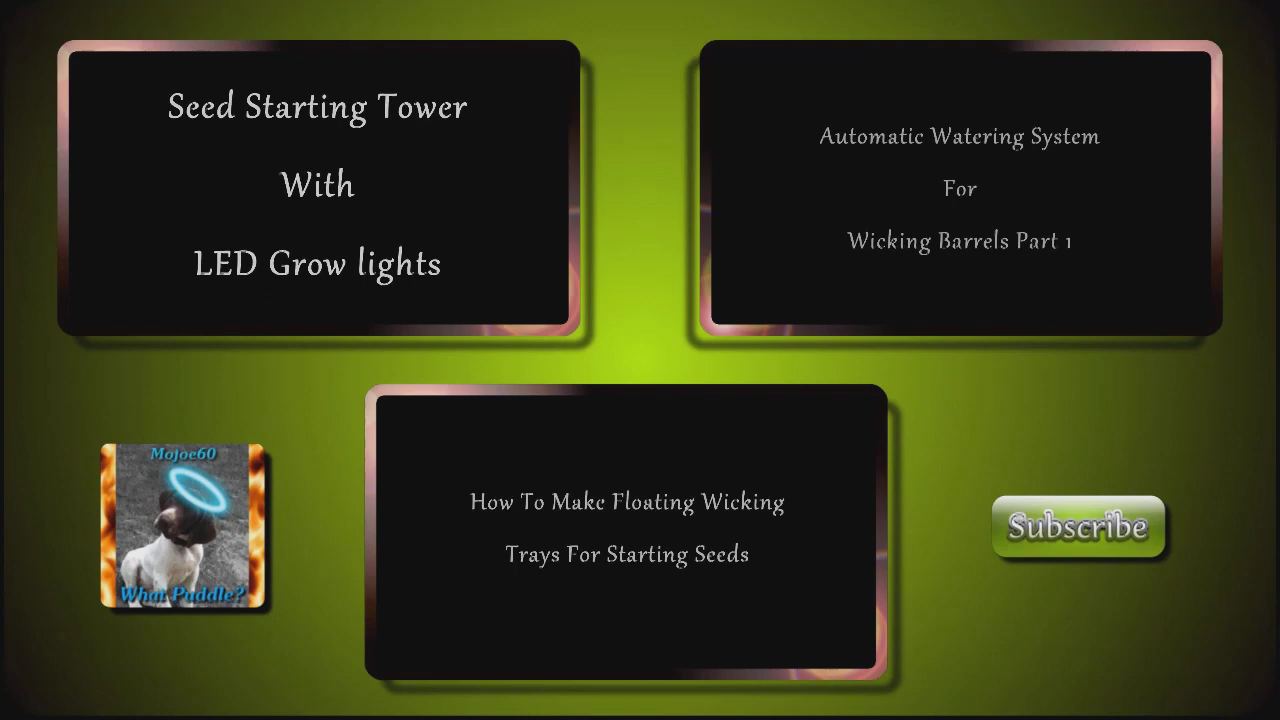 Seed Starting Tower
With
LED Grow lights
Automatic Watering System
For
Wicking Barrels Part 1
Mojoe60
What Puddle?
How To Make Floating Wicking
Trays For Starting Seeds
Subscribe